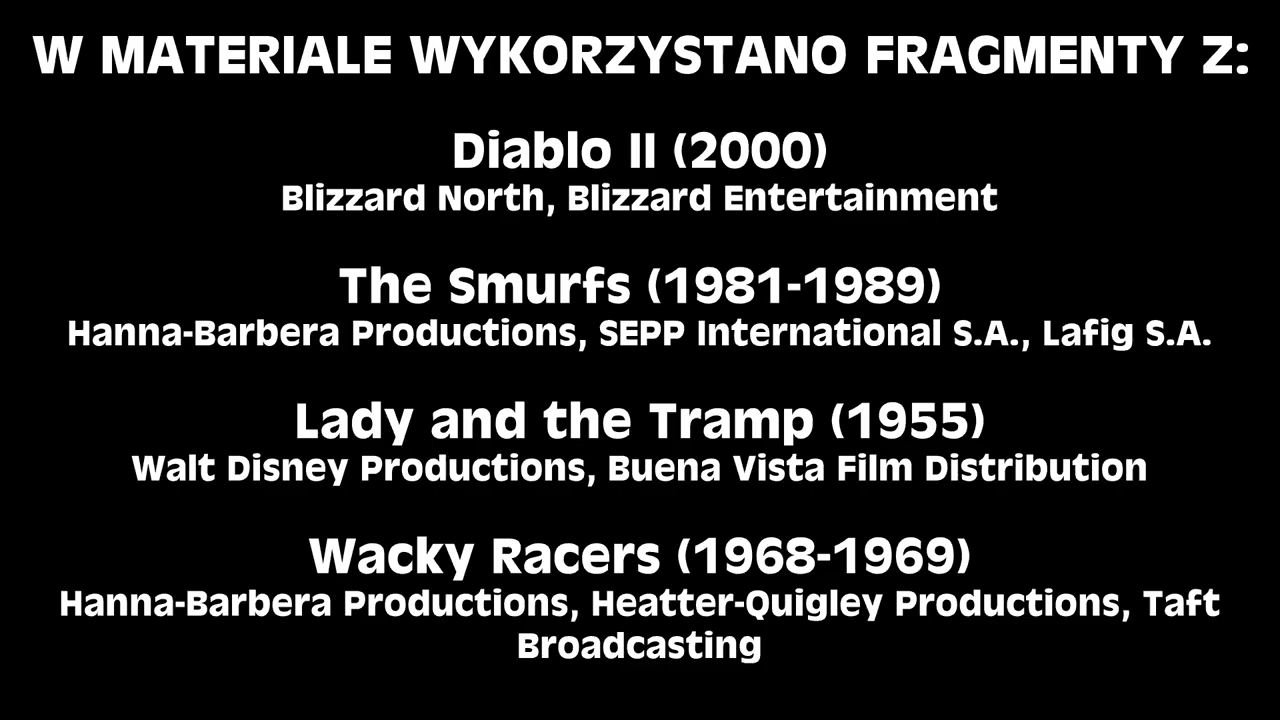 W MATERIALE WYKORZYSTANO FRAGMENTY Z:
Diablo II (2000)
Blizzard North, Blizzard Entertainment
The Smurfs (1981-1989)
Hanna-Barbera Productions, SEPP International S.A., Lafig S.A.
Lady and the Tramp (1955)
Walt Disney Productions, Buena Vista Film Distribution
Wacky Racers (1968-1969)
Hanna-Barbera Productions, Heatter-Quigley Productions, Taft
Broadcasting